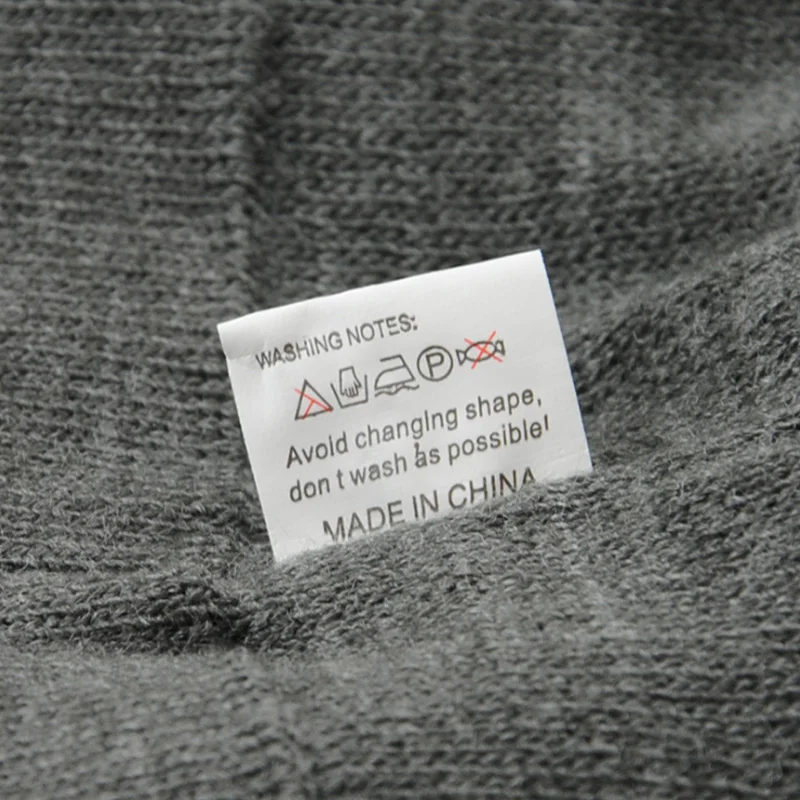 WASHING NOTES:
P
Avoid changing shape,
don t wash as possible!
MADE IN CHINA